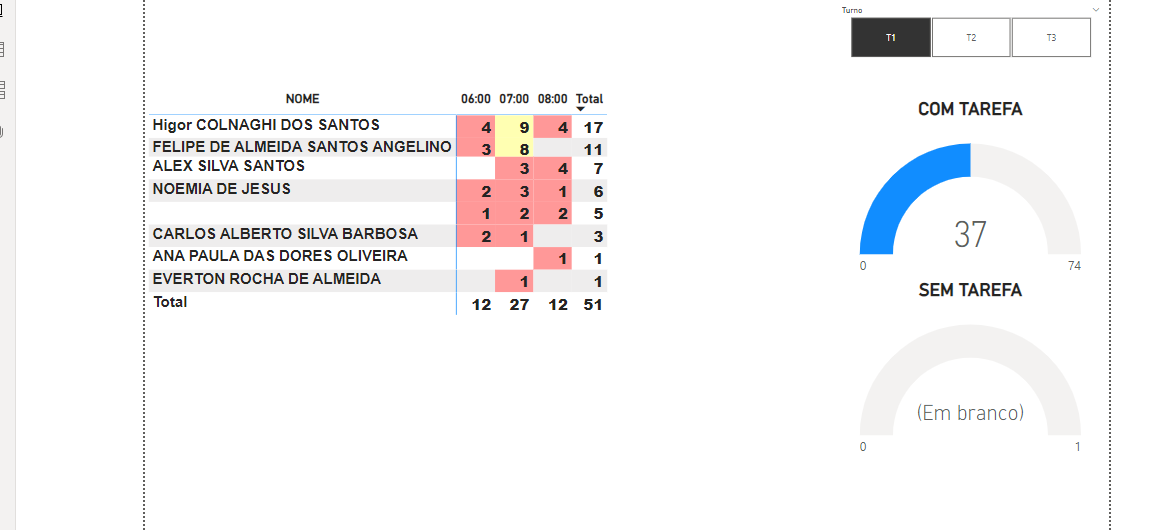 Turno
T1 T2 T3
NOME 06:00 07:00 08:00 Total
Higor COLNAGHI DOS SANTOS 4 9 4 17
FELIPE DE ALMEIDA SANTOS ANGELINO 3 8 11
ALEX SILVA SANTOS 3 4 7
NOEMIA DE JESUS 2 3 1 6
1 2 2 5
CARLOS ALBERTO SILVA BARBOSA 2 1 3
ANA PAULA DAS DORES OLIVEIRA 1 1
EVERTON ROCHA DE ALMEIDA 1 1
Total 12 27 12 51
COM TAREFA
37
0 74
SEM TAREFA
(Em branco)
0 1